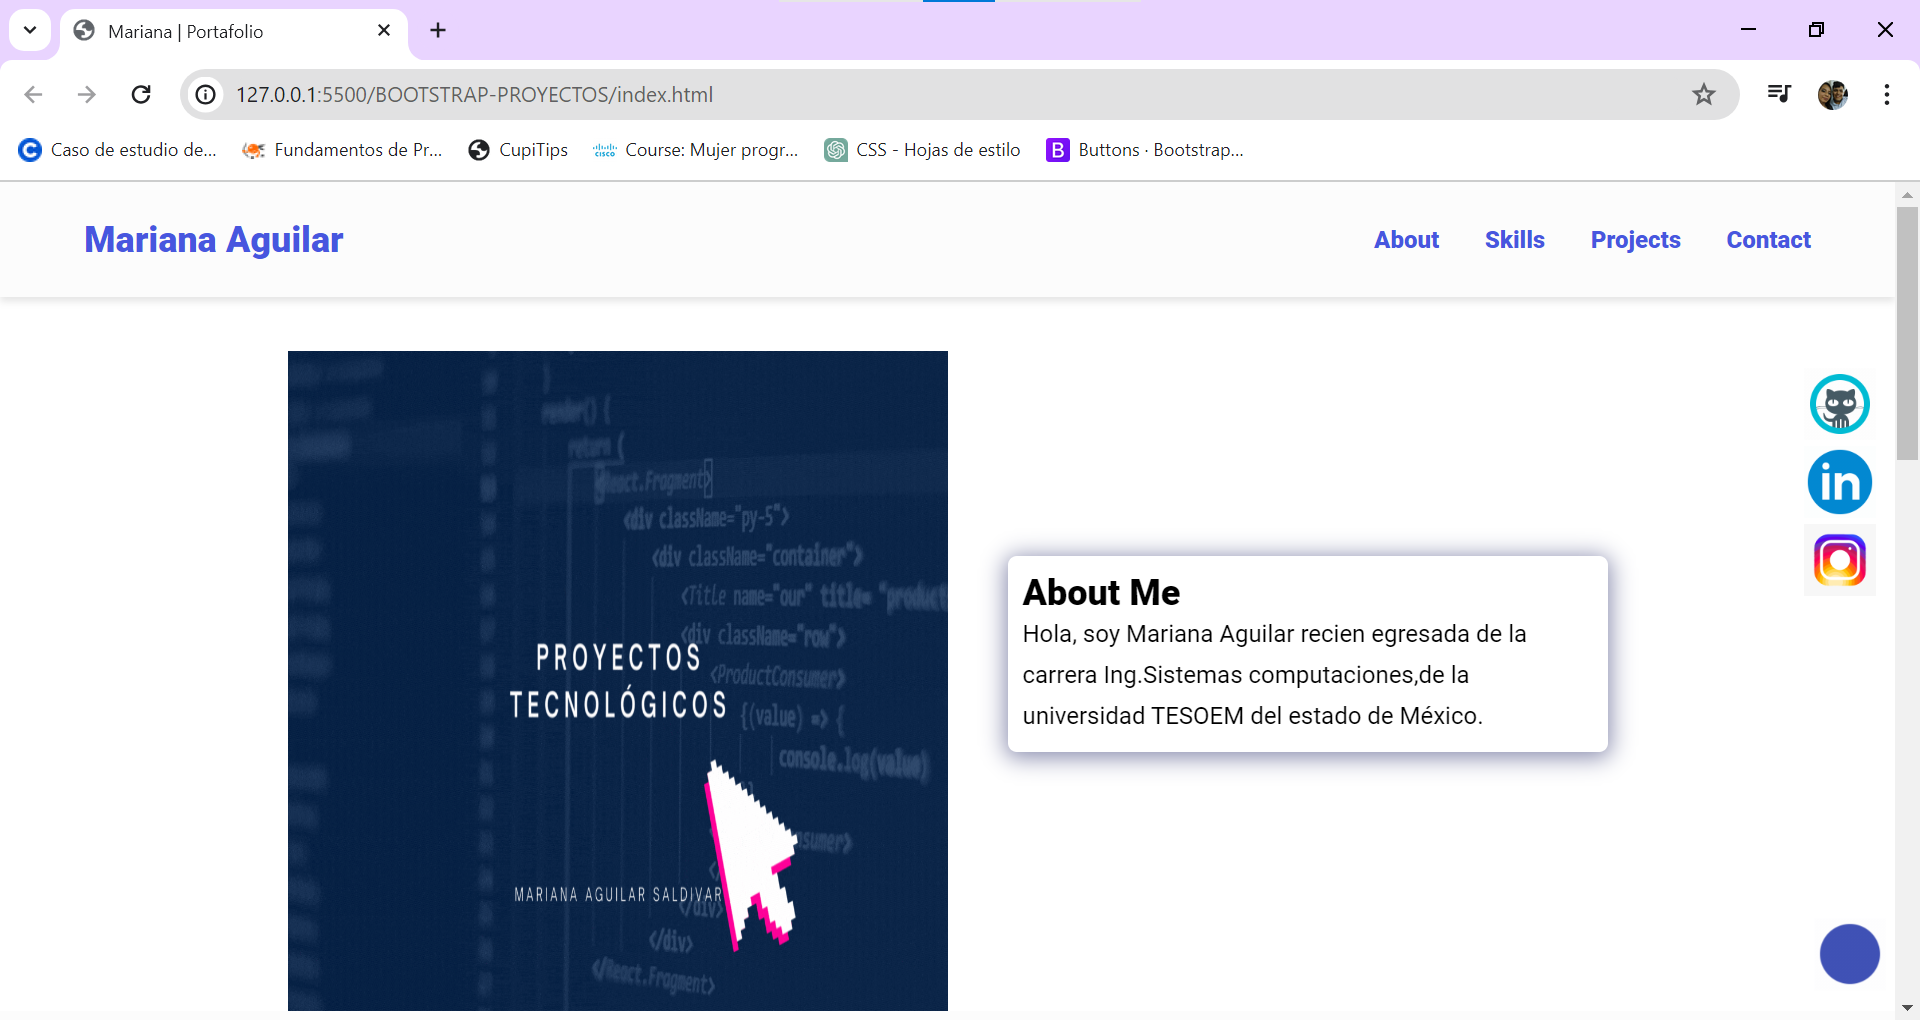 Mariana | Portafolio
127.0.0.1:5500/BOOTSTRAP-PROYECTOS/index.html
Caso de estudio de...
Fundamentos de Pr...
CupiTips
cisco
Course: Mujer progr...
CSS - Hojas de estilo
B
Buttons · Bootstrap...
Mariana Aguilar
About
Skills
Projects
Contact
render() {
return (
<React.Fragment>
<div className="py-5">
<div className="container">
<Title name="our" title= "product
<div className="row">
<ProductConsumer>
{(value) => {
console.log(value)
</div>
</div>
</React.Fragment>
PROYECTOS
TECNOLÓGICOS
MARIANA AGUILAR SALDIVAR
About Me
Hola, soy Mariana Aguilar recien egresada de la
carrera Ing.Sistemas computaciones,de la
universidad TESOEM del estado de México.
in